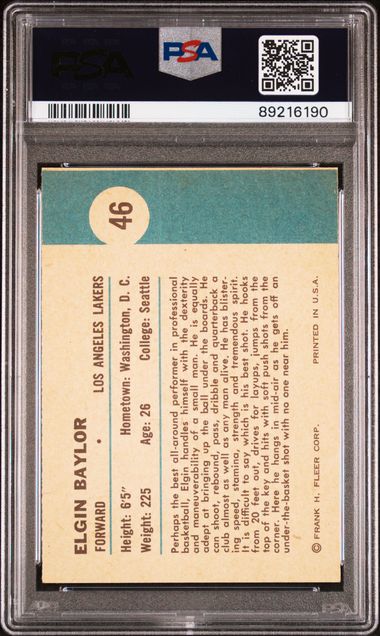 PSA
PSA
89216190
46
ELGIN BAYLOR
FORWARD • LOS ANGELES LAKERS
Height: 6'5" Hometown: Washington, D. C.
Weight: 225 Age: 26 College: Seattle
Perhaps the best all-around performer in professional
basketball, Elgin handles himself with the dexterity
and maneuverability of a small man. He is equally
adept at bringing up the ball under the boards. He
can shoot, rebound, pass, dribble and quarterback a
club almost as well as any man alive. He has blister-
ing speed, stamina, strength and tremendous spirit.
It is difficult to say which is his best shot. He hooks
from 20 feet out, drives for layups, jumps from the
top of the key and hits with soft push shots from the
corner. Here he hangs in mid-air as he gets off an
under-the-basket shot with no one near him.
© FRANK H. FLEER CORP. PRINTED IN U.S.A.